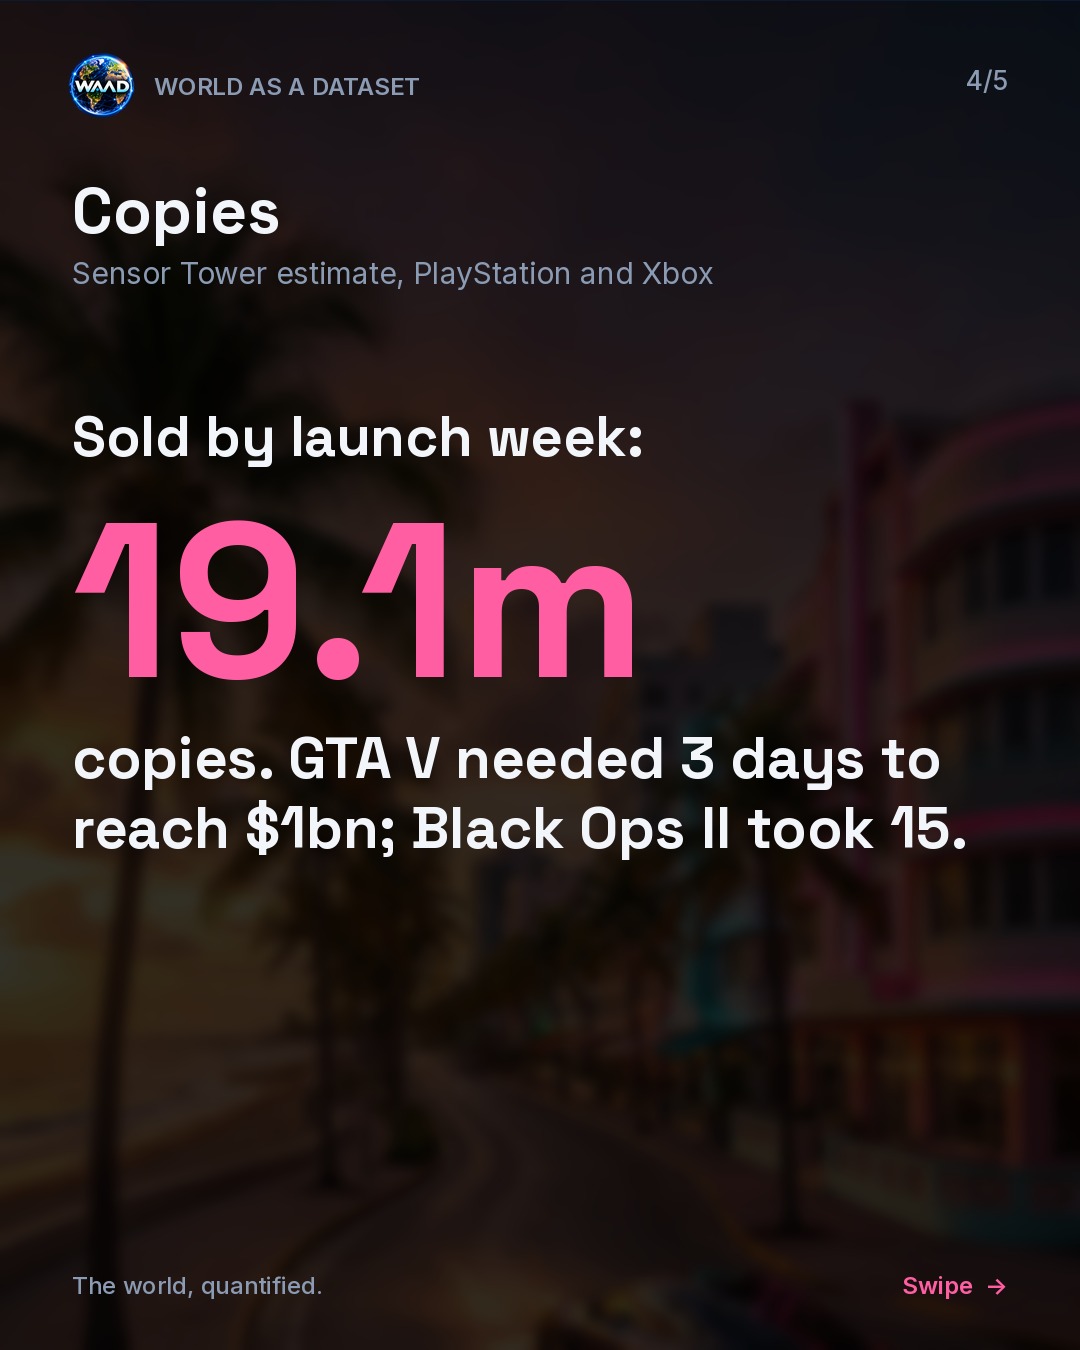 WAAD
WORLD AS A DATASET
4/5
Copies
Sensor Tower estimate, PlayStation and Xbox
Sold by launch week:
19.1m
copies. GTA V needed 3 days to
reach $1bn; Black Ops II took 15.
The world, quantified.
Swipe →